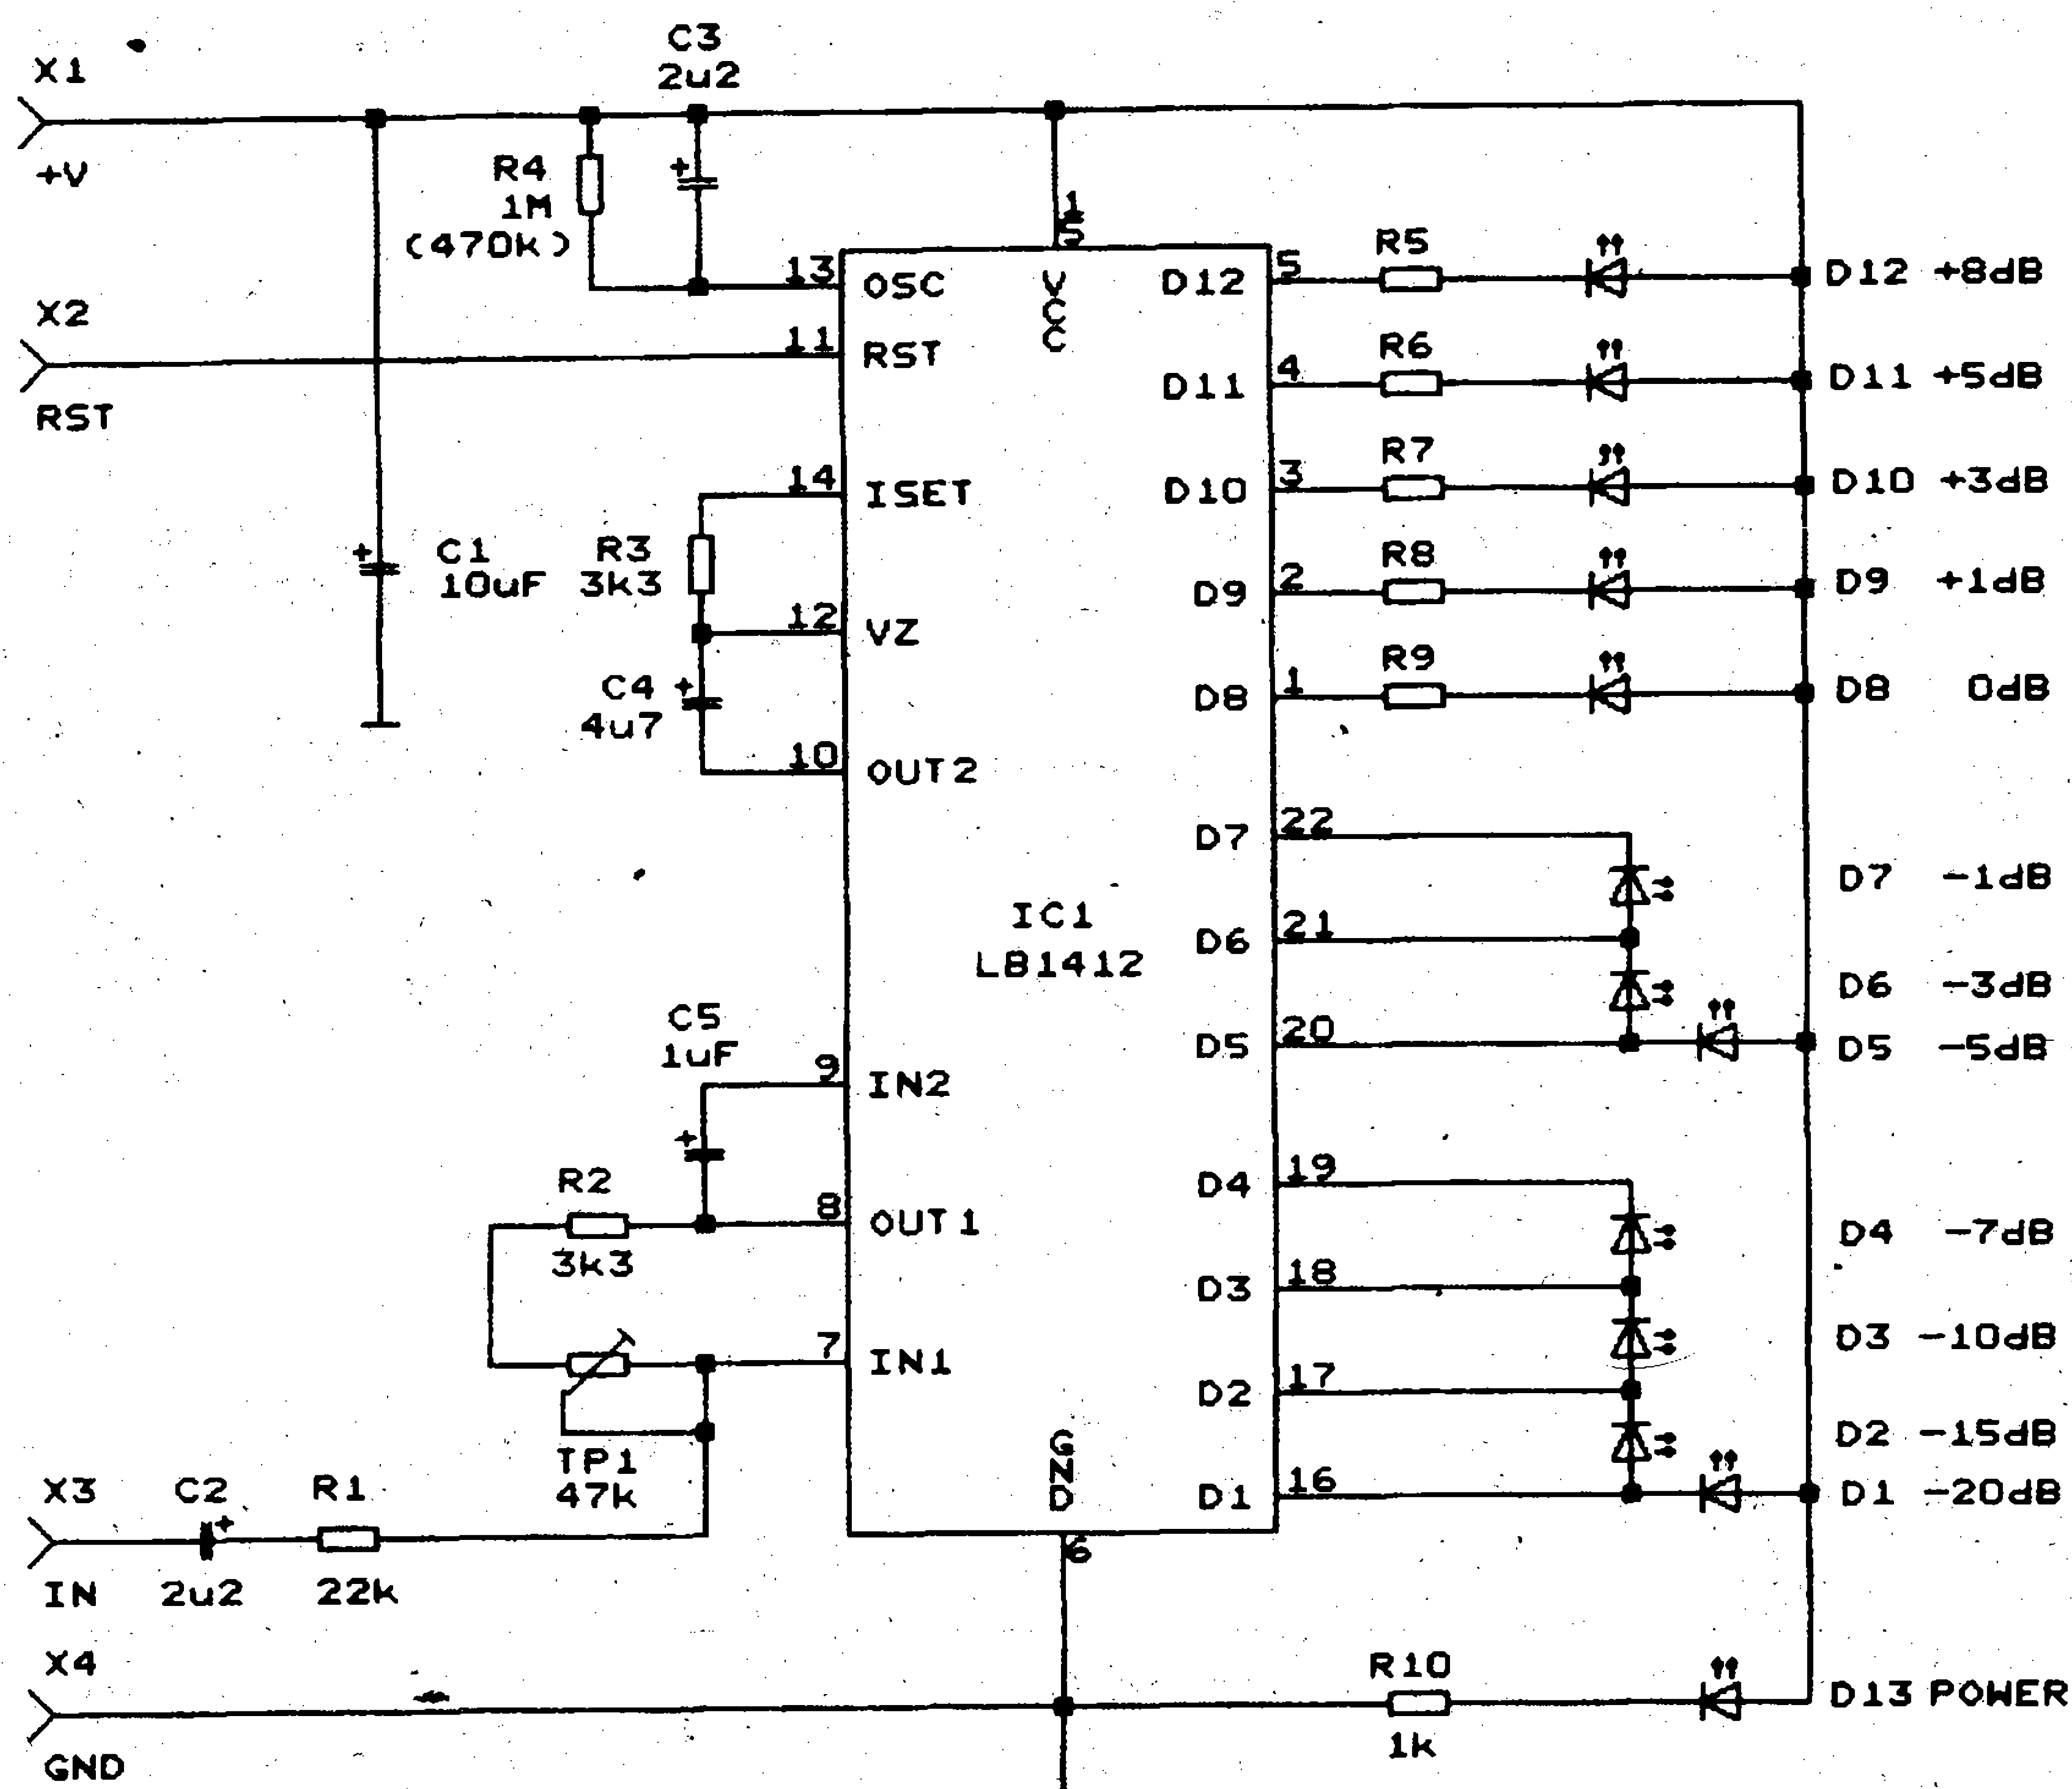 X1
+V
X2
RST
C3
2u2
R4
1M
(470k)
13
OSC
11
RST
14
ISET
R3
3k3
12
VZ
C1
10uF
C4
4u7
10
OUT2
C5
1uF
9
IN2
R2
3k3
8
OUT1
7
IN1
TP1
47k
X3
IN
C2
2u2
R1
22k
X4
GND
15
VCC
IC1
LB1412
GND
6
D12
5
R5
D12 +8dB
D11
4
R6
D11 +5dB
D10
3
R7
D10 +3dB
D9
2
R8
D9 +1dB
D8
1
R9
D8 0dB
D7
22
D7 -1dB
D6
21
D6 -3dB
D5
20
D5 -5dB
D4
19
D4 -7dB
D3
18
D3 -10dB
D2
17
D2 -15dB
D1
16
D1 -20dB
R10
1k
D13 POWER